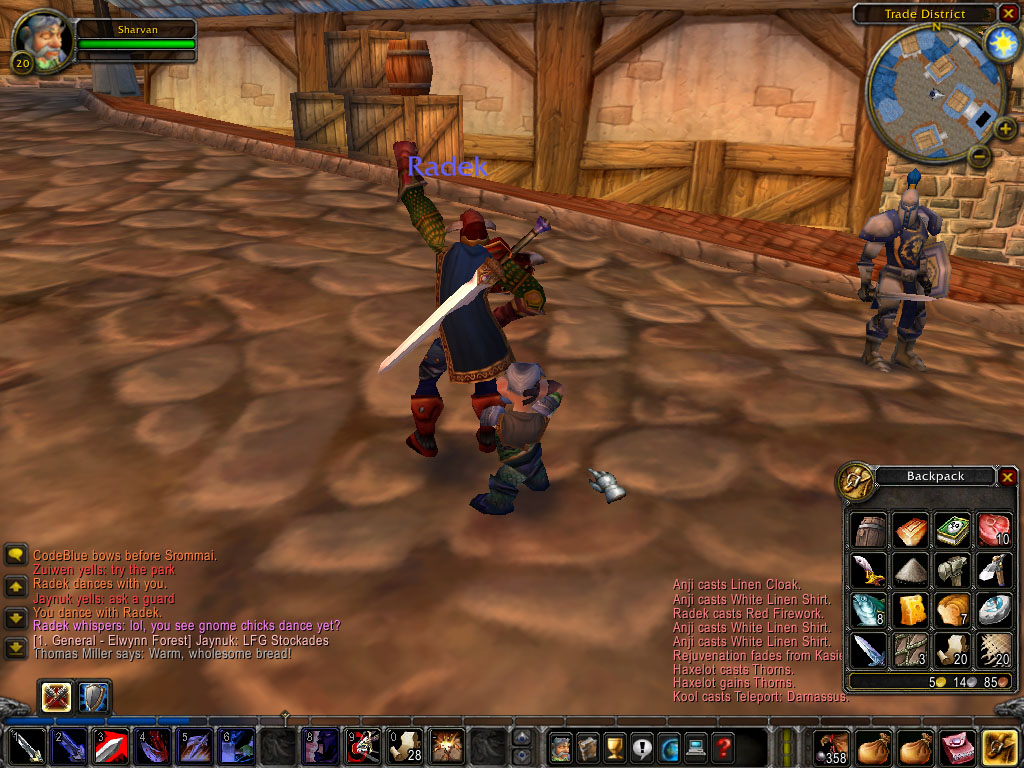 Sharvan
20
Trade District
N
Radek
Backpack
10
8
7
3
20
20
5 14 85
CodeBlue bows before Srommai.
Zuiwen yells: try the park
Radek dances with you.
Jaynuk yells: ask a guard
You dance with Radek.
Radek whispers: lol, you see gnome chicks dance yet?
[1. General - Elwynn Forest] Jaynuk: LFG Stockades
Thomas Miller says: Warm, wholesome bread!
Anji casts Linen Cloak.
Anji casts White Linen Shirt.
Radek casts Red Firework.
Anji casts White Linen Shirt.
Anji casts White Linen Shirt.
Rejuvenation fades from Kasie
Haxelot casts Thorns.
Haxelot gains Thorns.
Kool casts Teleport: Darnassus.
1 2 3 4 5 6 8 9 0 28
358